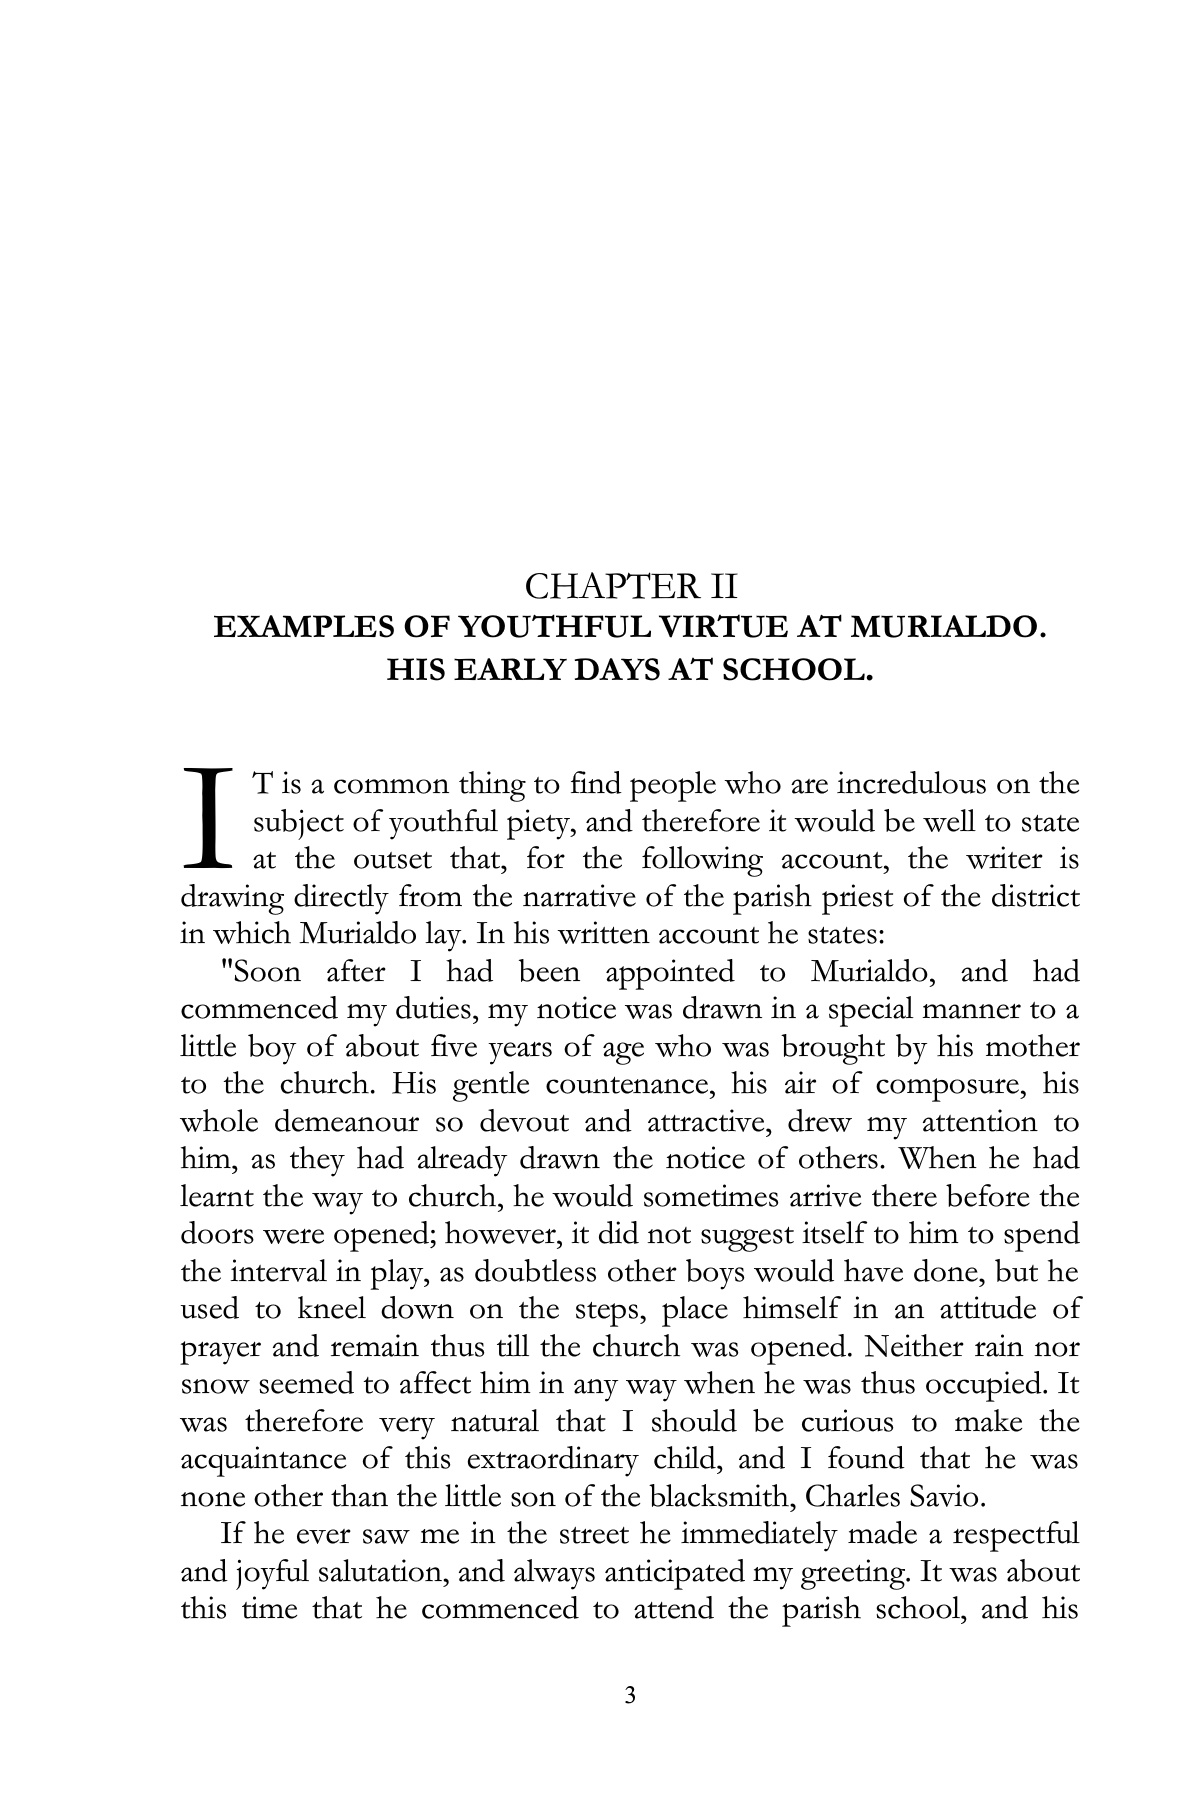 CHAPTER II
EXAMPLES OF YOUTHFUL VIRTUE AT MURIALDO.
HIS EARLY DAYS AT SCHOOL.
IT is a common thing to find people who are incredulous on the
subject of youthful piety, and therefore it would be well to state
at the outset that, for the following account, the writer is
drawing directly from the narrative of the parish priest of the district
in which Murialdo lay. In his written account he states:
"Soon after I had been appointed to Murialdo, and had
commenced my duties, my notice was drawn in a special manner to a
little boy of about five years of age who was brought by his mother
to the church. His gentle countenance, his air of composure, his
whole demeanour so devout and attractive, drew my attention to
him, as they had already drawn the notice of others. When he had
learnt the way to church, he would sometimes arrive there before the
doors were opened; however, it did not suggest itself to him to spend
the interval in play, as doubtless other boys would have done, but he
used to kneel down on the steps, place himself in an attitude of
prayer and remain thus till the church was opened. Neither rain nor
snow seemed to affect him in any way when he was thus occupied. It
was therefore very natural that I should be curious to make the
acquaintance of this extraordinary child, and I found that he was
none other than the little son of the blacksmith, Charles Savio.
If he ever saw me in the street he immediately made a respectful
and joyful salutation, and always anticipated my greeting. It was about
this time that he commenced to attend the parish school, and his
3